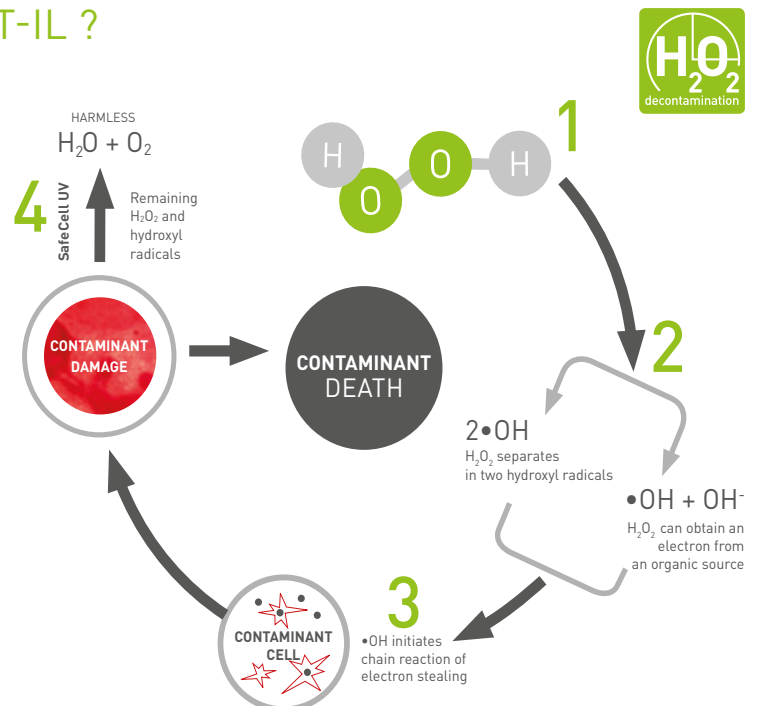 T-IL ?
H₂O₂
decontamination
1
H
O
O
H
HARMLESS
H₂O + O₂
4
SafeCell UV
Remaining
H₂O₂ and
hydroxyl
radicals
CONTAMINANT
DAMAGE
CONTAMINANT
DEATH
2
2•OH
H₂O₂ separates
in two hydroxyl radicals
•OH + OH⁻
H₂O₂ can obtain an
electron from
an organic source
3
•OH initiates
chain reaction of
electron stealing
CONTAMINANT
CELL